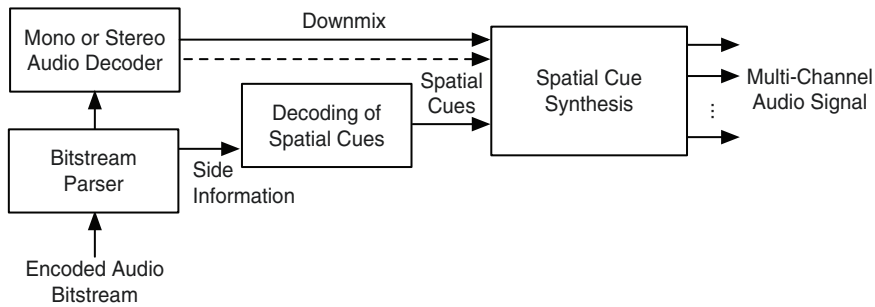 Downmix
Mono or Stereo
Audio Decoder
Spatial
Cues
Spatial Cue
Synthesis
Multi-Channel
Audio Signal
Decoding of
Spatial Cues
Bitstream
Parser
Side
Information
Encoded Audio
Bitstream